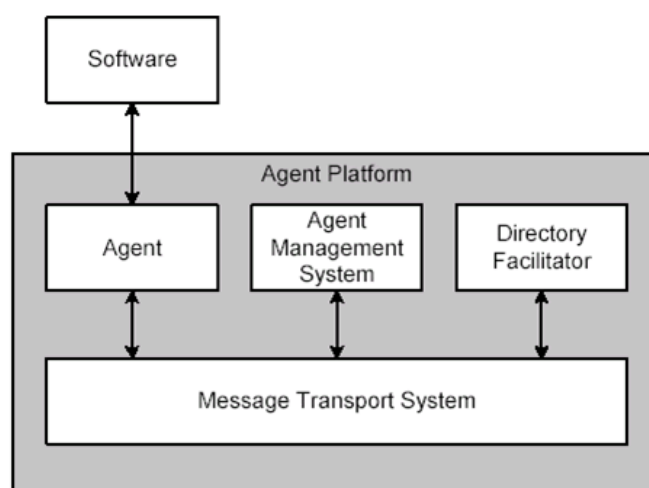 Software
Agent Platform
Agent
Agent
Management
System
Directory
Facilitator
Message Transport System